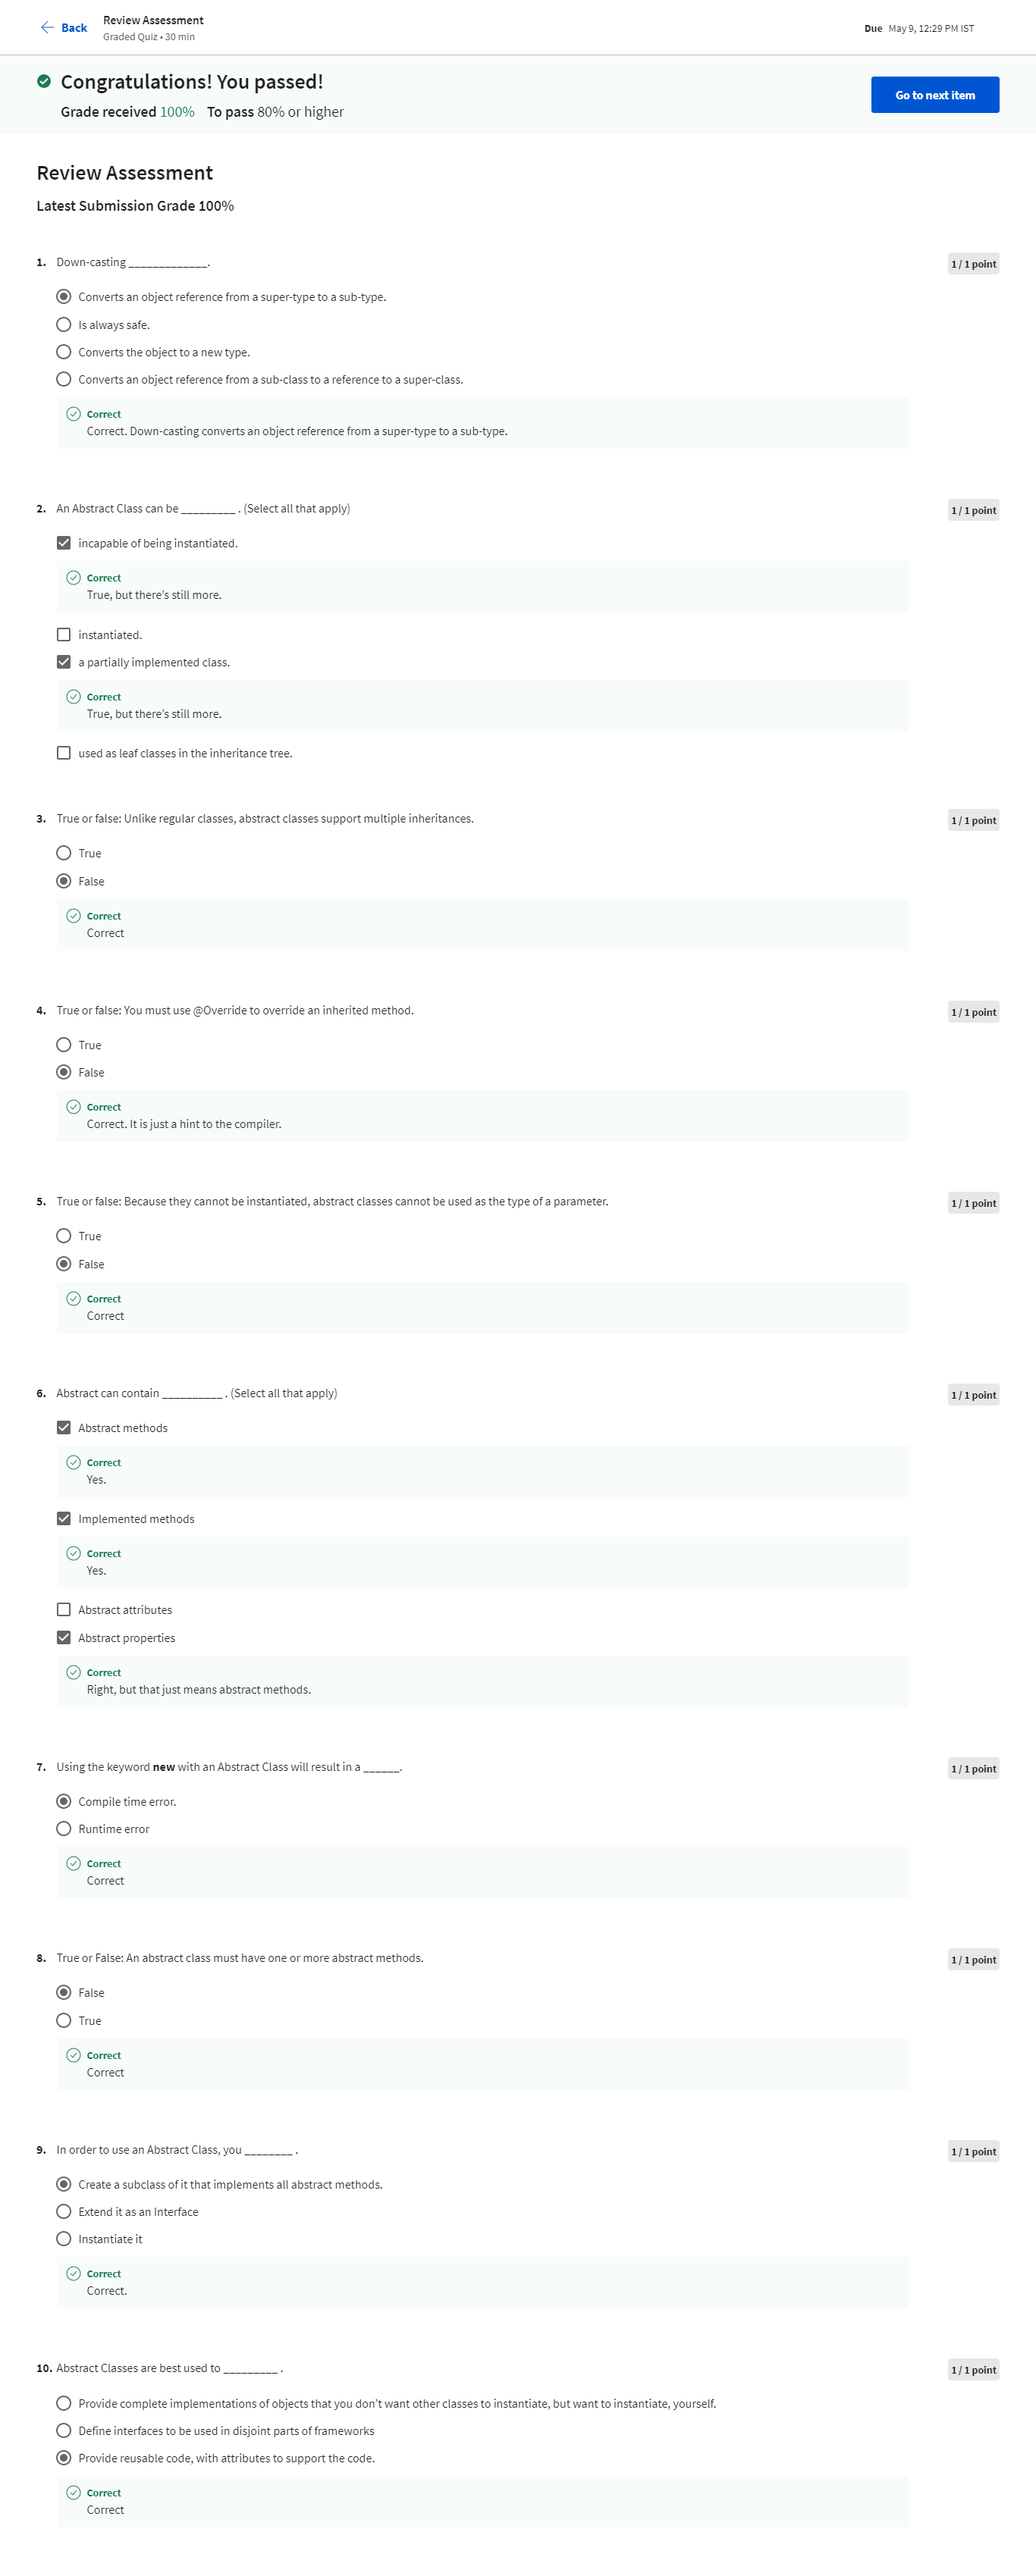 Back
Review Assessment
Graded Quiz • 30 min
Due May 9, 12:29 PM IST
Congratulations! You passed!
Grade received 100% To pass 80% or higher
Go to next item
Review Assessment
Latest Submission Grade 100%
1. Down-casting _____________.
1 / 1 point
Converts an object reference from a super-type to a sub-type.
Is always safe.
Converts the object to a new type.
Converts an object reference from a sub-class to a reference to a super-class.
Correct
Correct. Down-casting converts an object reference from a super-type to a sub-type.
2. An Abstract Class can be _________ . (Select all that apply)
1 / 1 point
incapable of being instantiated.
Correct
True, but there’s still more.
instantiated.
a partially implemented class.
Correct
True, but there’s still more.
used as leaf classes in the inheritance tree.
3. True or false: Unlike regular classes, abstract classes support multiple inheritances.
1 / 1 point
True
False
Correct
Correct
4. True or false: You must use @Override to override an inherited method.
1 / 1 point
True
False
Correct
Correct. It is just a hint to the compiler.
5. True or false: Because they cannot be instantiated, abstract classes cannot be used as the type of a parameter.
1 / 1 point
True
False
Correct
Correct
6. Abstract can contain __________ . (Select all that apply)
1 / 1 point
Abstract methods
Correct
Yes.
Implemented methods
Correct
Yes.
Abstract attributes
Abstract properties
Correct
Right, but that just means abstract methods.
7. Using the keyword new with an Abstract Class will result in a ______.
1 / 1 point
Compile time error.
Runtime error
Correct
Correct
8. True or False: An abstract class must have one or more abstract methods.
1 / 1 point
False
True
Correct
Correct
9. In order to use an Abstract Class, you ________ .
1 / 1 point
Create a subclass of it that implements all abstract methods.
Extend it as an Interface
Instantiate it
Correct
Correct.
10. Abstract Classes are best used to _________ .
1 / 1 point
Provide complete implementations of objects that you don’t want other classes to instantiate, but want to instantiate, yourself.
Define interfaces to be used in disjoint parts of frameworks
Provide reusable code, with attributes to support the code.
Correct
Correct